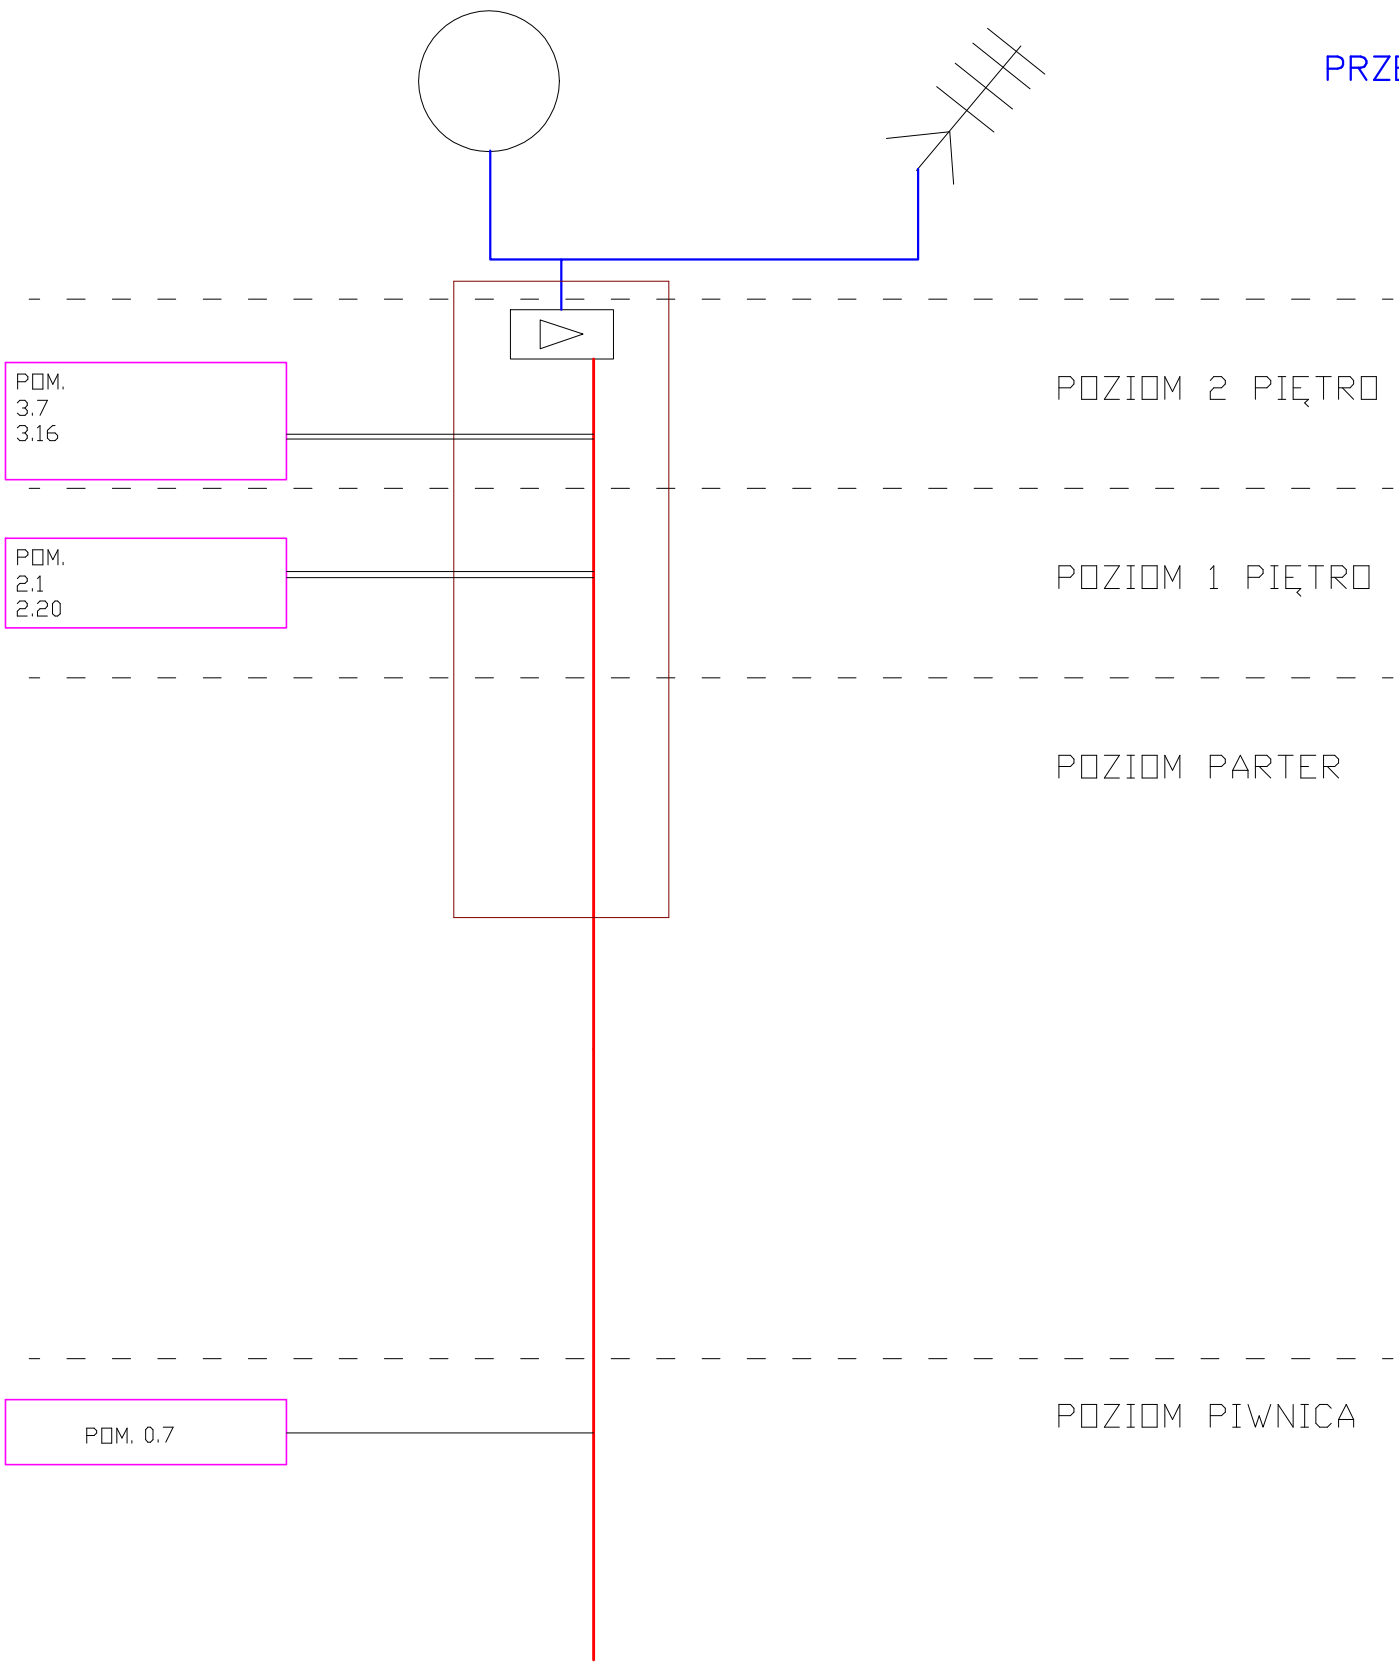 PRZE
POM.
3.7
3.16
POZIOM 2 PIĘTRO
POM.
2.1
2.20
POZIOM 1 PIĘTRO
POZIOM PARTER
POZIOM PIWNICA
POM. 0.7